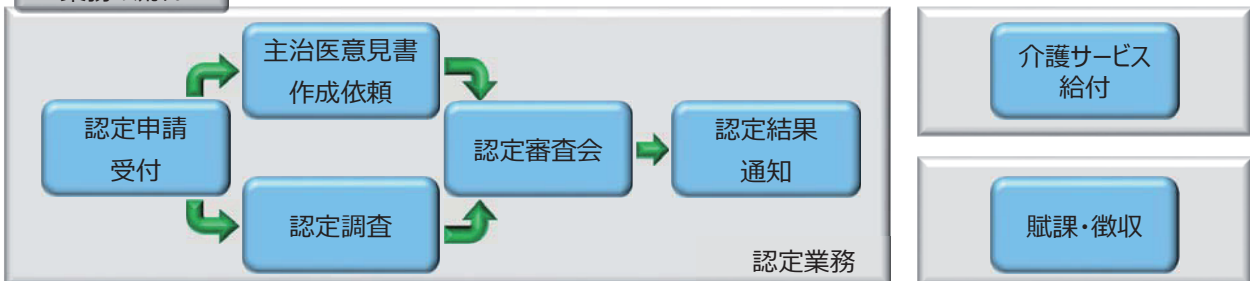 認定申請
受付
主治医意見書
作成依頼
認定調査
認定審査会
認定結果
通知
認定業務
介護サービス
給付
賦課・徴収